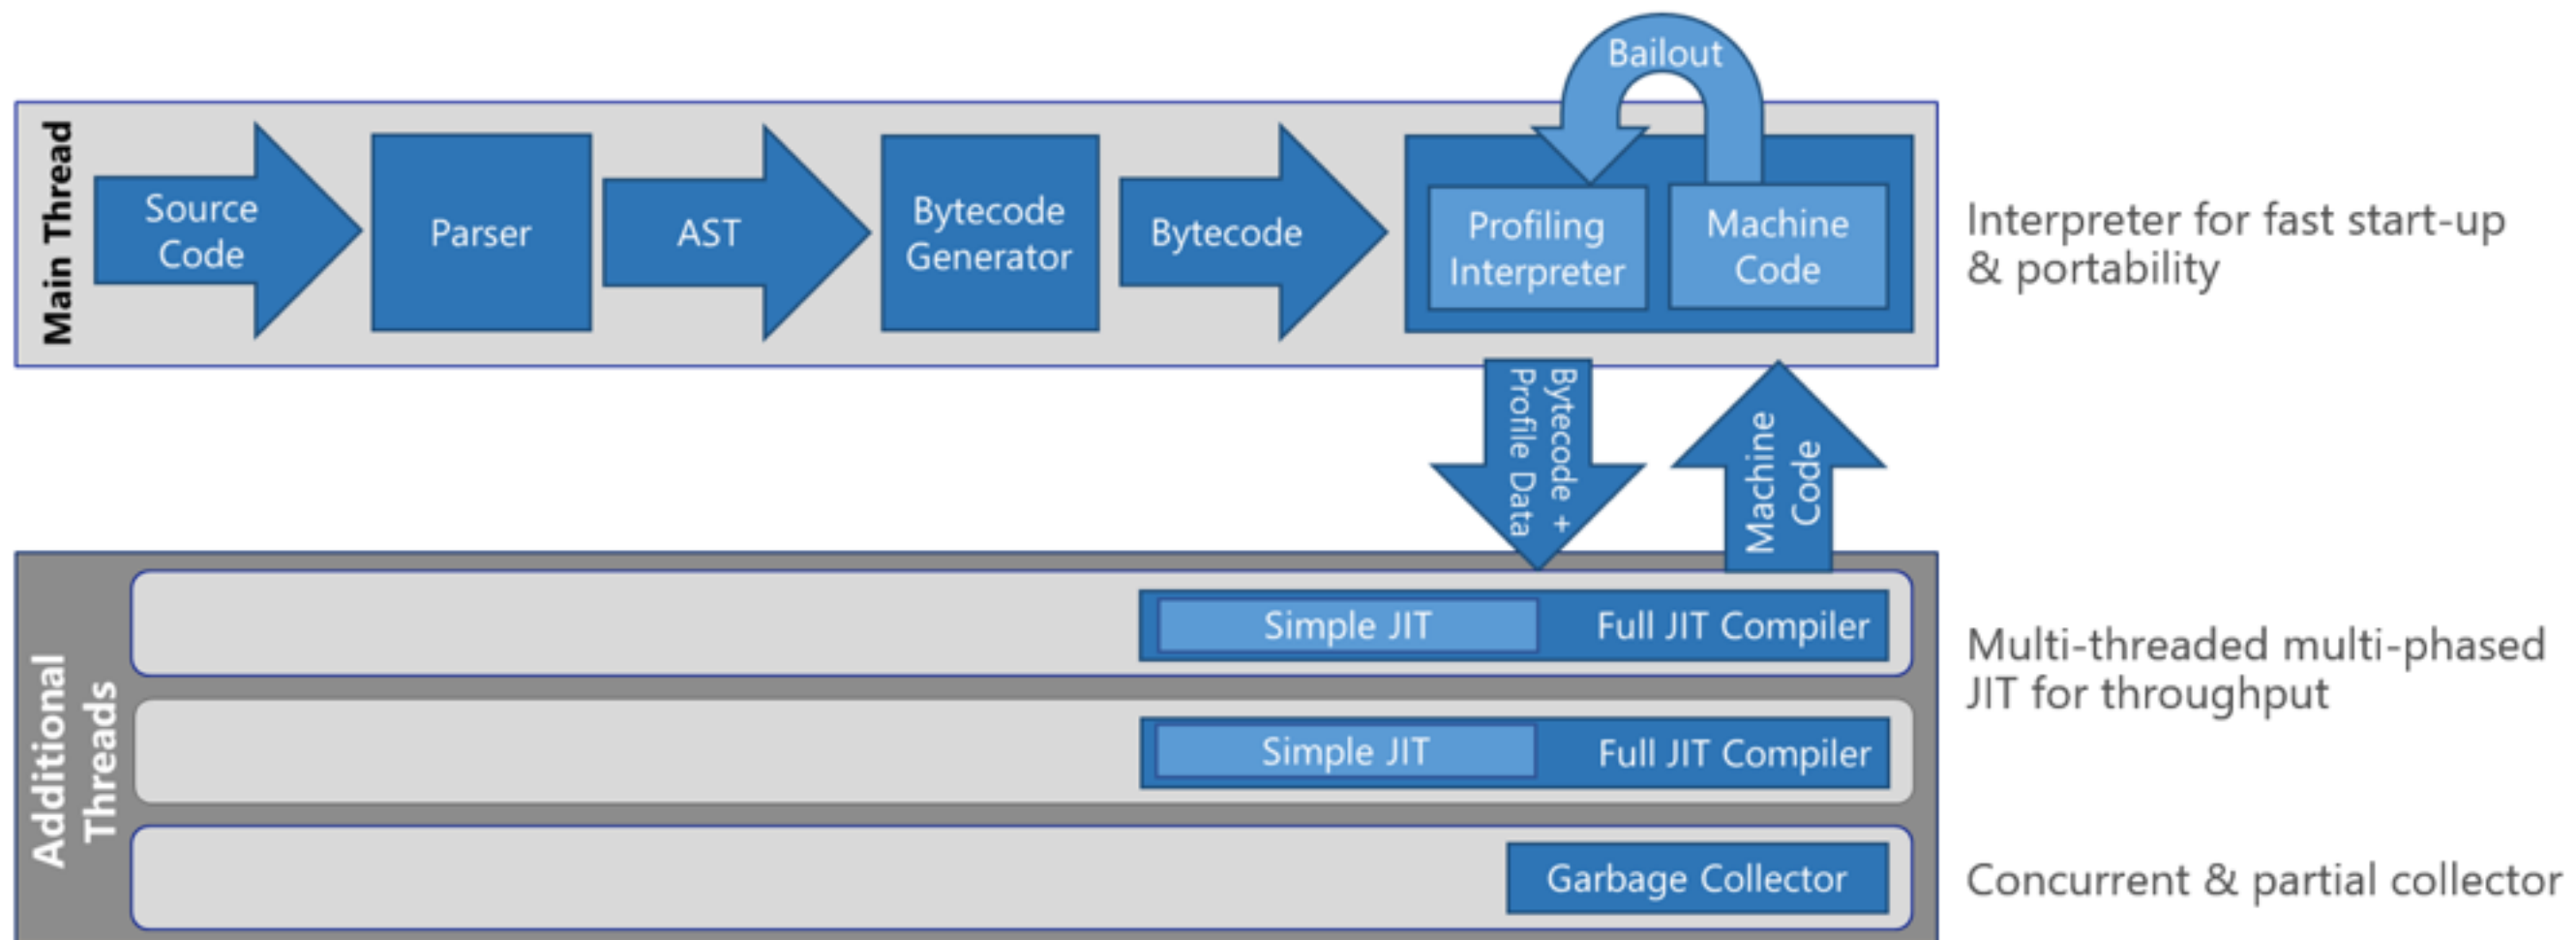 Bailout
Main Thread
Source
Code
Parser
AST
Bytecode
Generator
Bytecode
Profiling
Interpreter
Machine
Code
Interpreter for fast start-up
& portability
Bytecode +
Profile Data
Machine
Code
Additional
Threads
Simple JIT
Full JIT Compiler
Simple JIT
Full JIT Compiler
Multi-threaded multi-phased
JIT for throughput
Garbage Collector
Concurrent & partial collector